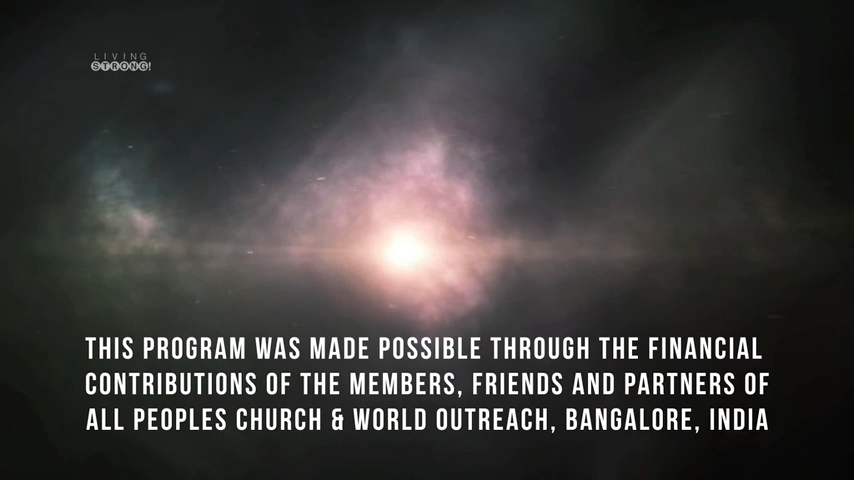 LIVING
STRONG!
THIS PROGRAM WAS MADE POSSIBLE THROUGH THE FINANCIAL
CONTRIBUTIONS OF THE MEMBERS, FRIENDS AND PARTNERS OF
ALL PEOPLES CHURCH & WORLD OUTREACH, BANGALORE, INDIA